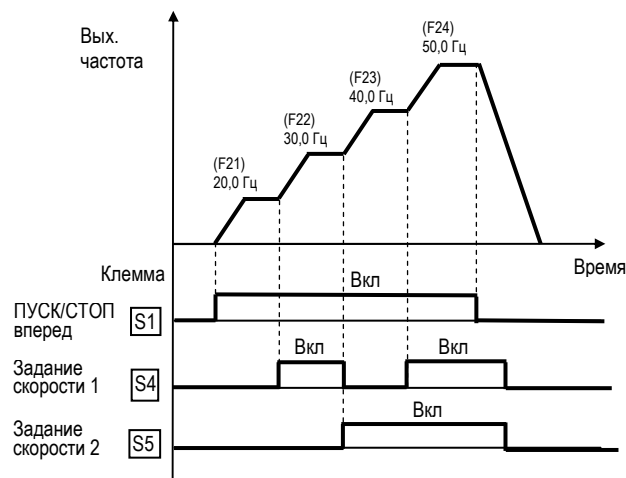 Вых.
частота
(F21)
20,0 Гц
(F22)
30,0 Гц
(F23)
40,0 Гц
(F24)
50,0 Гц
Время
Клемма
ПУСК/СТОП
вперед
S1
Вкл
Задание
скорости 1
S4
Вкл
Вкл
Задание
скорости 2
S5
Вкл